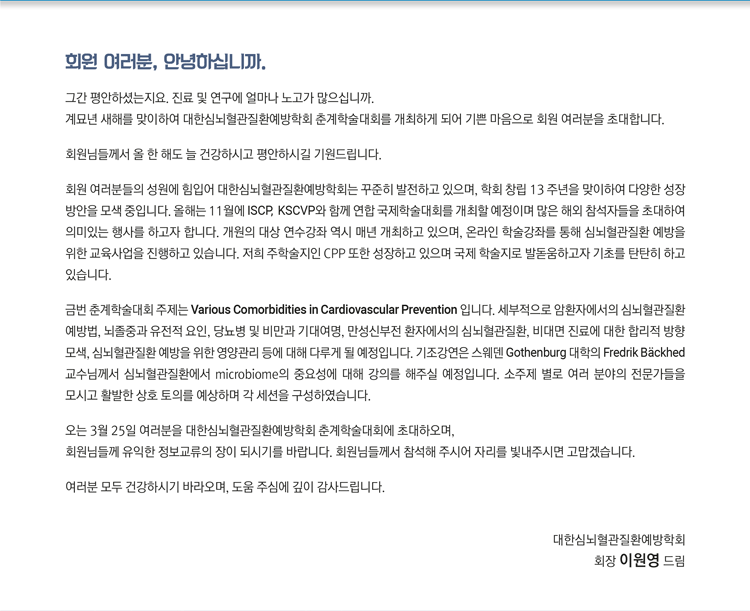 회원 여러분, 안녕하십니까.
그간 평안하셨는지요. 진료 및 연구에 얼마나 노고가 많으십니까.
계묘년 새해를 맞이하여 대한심뇌혈관질환예방학회 춘계학술대회를 개최하게 되어 기쁜 마음으로 회원 여러분을 초대합니다.
회원님들께서 올 한 해도 늘 건강하시고 평안하시길 기원드립니다.
회원 여러분들의 성원에 힘입어 대한심뇌혈관질환예방학회는 꾸준히 발전하고 있으며, 학회 창립 13주년을 맞이하여 다양한 성장
방안을 모색 중입니다. 올해는 11월에 ISCP, KSCVP와 함께 연합 국제학술대회를 개최할 예정이며 많은 해외 참석자들을 초대하여
의미있는 행사를 하고자 합니다. 개원의 대상 연수강좌 역시 매년 개최하고 있으며, 온라인 학술강좌를 통해 심뇌혈관질환 예방을
위한 교육사업을 진행하고 있습니다. 저희 주학술지인 CPP 또한 성장하고 있으며 국제 학술지로 발돋움하고자 기초를 탄탄히 하고
있습니다.
금번 춘계학술대회 주제는 Various Comorbidities in Cardiovascular Prevention 입니다. 세부적으로 암환자에서의 심뇌혈관질환
예방법, 뇌졸중과 유전적 요인, 당뇨병 및 비만과 기대여명, 만성신부전 환자에서의 심뇌혈관질환, 비대면 진료에 대한 합리적 방향
모색, 심뇌혈관질환 예방을 위한 영양관리 등에 대해 다루게 될 예정입니다. 기조강연은 스웨덴 Gothenburg 대학의 Fredrik Bäckhed
교수님께서 심뇌혈관질환에서 microbiome의 중요성에 대해 강의를 해주실 예정입니다. 소주제 별로 여러 분야의 전문가들을
모시고 활발한 상호 토의를 예상하며 각 세션을 구성하였습니다.
오는 3월 25일 여러분을 대한심뇌혈관질환예방학회 춘계학술대회에 초대하오며,
회원님들께 유익한 정보교류의 장이 되시기를 바랍니다. 회원님들께서 참석해 주시어 자리를 빛내주시면 고맙겠습니다.
여러분 모두 건강하시기 바라오며, 도움 주심에 깊이 감사드립니다.
대한심뇌혈관질환예방학회
회장 이원영 드림